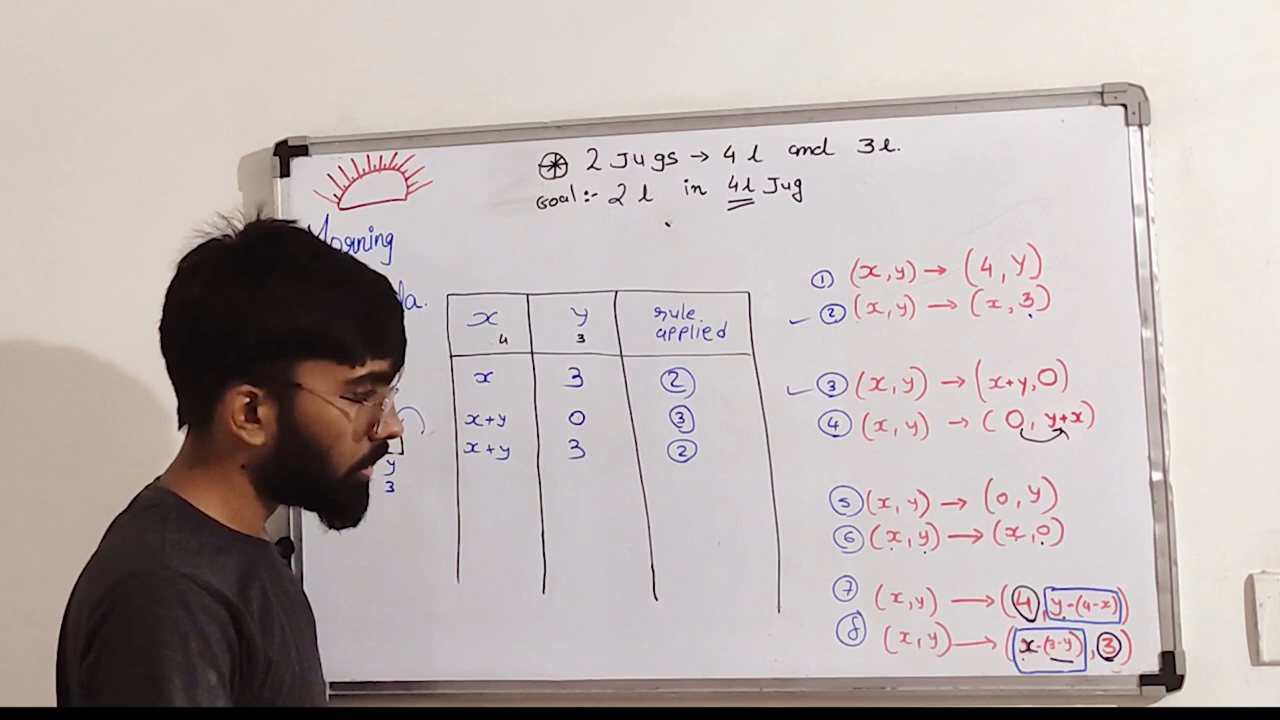 2 Jugs → 4 l and 3 l.
Goal:- 2 l in 4l Jug
Morning
x y rule applied
4 3
x 3 ②
x+y 0 ③
x+y 3 ②
y
3
① (x, y) → (4, Y)
② (x, y) → (x, 3)
③ (x, y) → (x+y, 0)
④ (x, y) → (0, y+x)
⑤ (x, y) → (0, y)
⑥ (x, y) → (x, 0)
⑦ (x, y) → (4, y-(4-x))
⑧ (x, y) → (x-(3-y), 3)